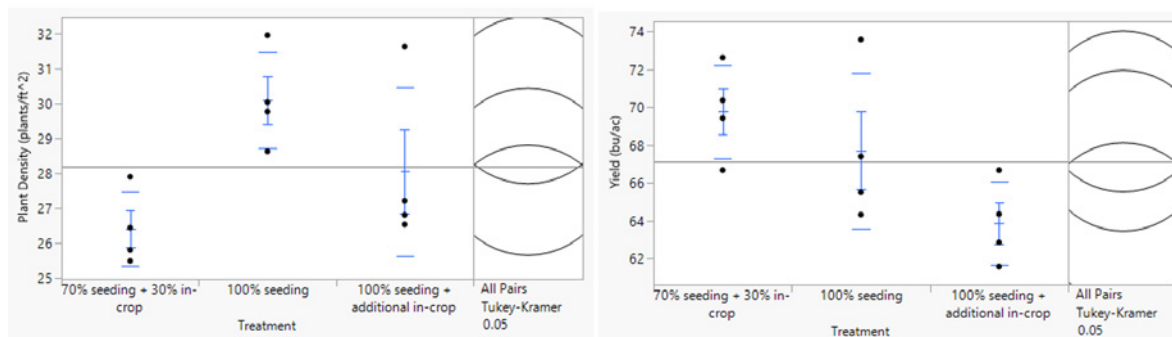 Plant Density (plants/ft^2)
32
31
30
29
28
27
26
25
70% seeding + 30% in-
crop
100% seeding
100% seeding +
additional in-crop
All Pairs
Tukey-Kramer
0.05
Treatment
Yield (bu/ac)
74
72
70
68
66
64
62
70% seeding + 30% in-
crop
100% seeding
100% seeding +
additional in-crop
All Pairs
Tukey-Kramer
0.05
Treatment